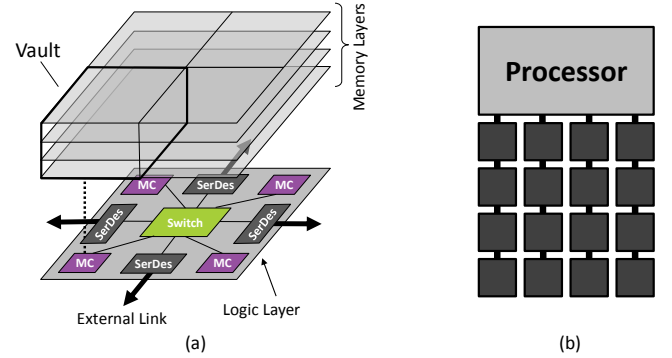 Vault
Memory Layers
Processor
MC
SerDes
MC
SerDes
Switch
SerDes
MC
SerDes
MC
External Link
Logic Layer
(a)
(b)